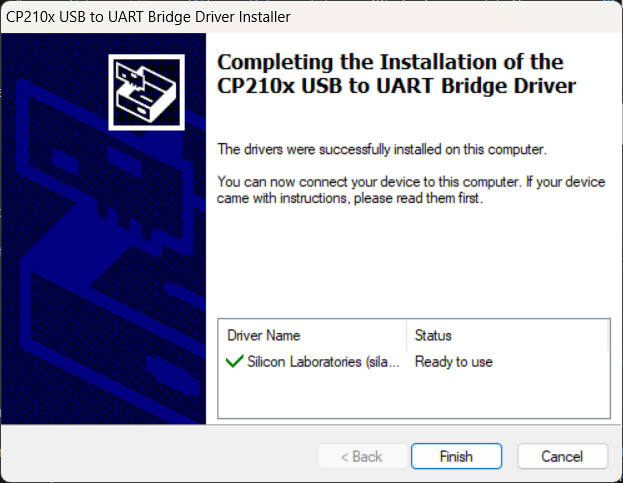 CP210x USB to UART Bridge Driver Installer
Completing the Installation of the
CP210x USB to UART Bridge Driver
The drivers were successfully installed on this computer.
You can now connect your device to this computer. If your device
came with instructions, please read them first.
Driver Name Status
Silicon Laboratories (sila... Ready to use
< Back Finish Cancel